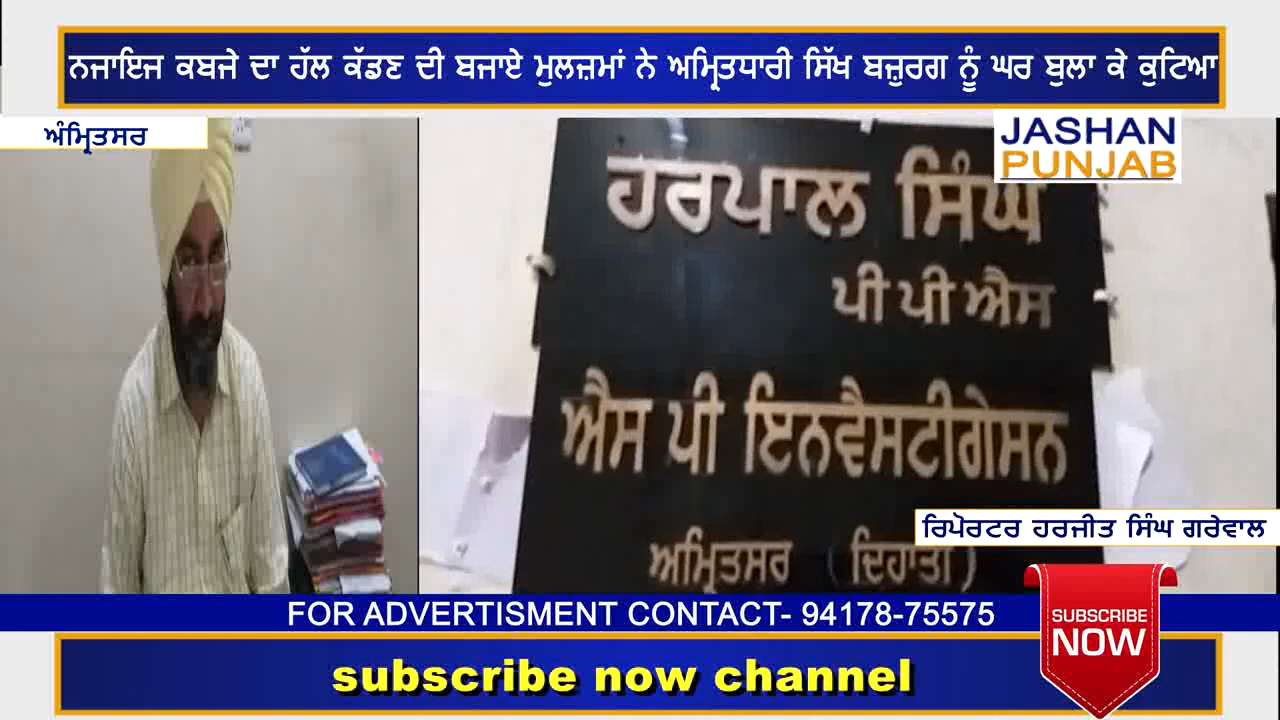 ਨਜਾਇਜ ਕਬਜੇ ਦਾ ਹੱਲ ਕੱਡਣ ਦੀ ਬਜਾਏ ਮੁਲਜ਼ਮਾਂ ਨੇ ਅਮ੍ਰਿਤਧਾਰੀ ਸਿੱਖ ਬਜ਼ੁਰਗ ਨੂੰ ਘਰ ਬੁਲਾ ਕੇ ਕੁਟਿਆ
ਅੰਮ੍ਰਿਤਸਰ
JASHAN
PUNJAB
ਹਰਪਾਲ ਸਿੰਘ
ਪੀ ਪੀ ਐਸ
ਐਸ ਪੀ ਇਨਵੈਸਟੀਗੇਸ਼ਨ
ਅਮ੍ਰਿਤਸਰ (ਦਿਹਾਤੀ)
ਰਿਪੋਰਟਰ ਹਰਜੀਤ ਸਿੰਘ ਗਰੇਵਾਲ
FOR ADVERTISMENT CONTACT- 94178-75575
SUBSCRIBE
NOW
subscribe now channel